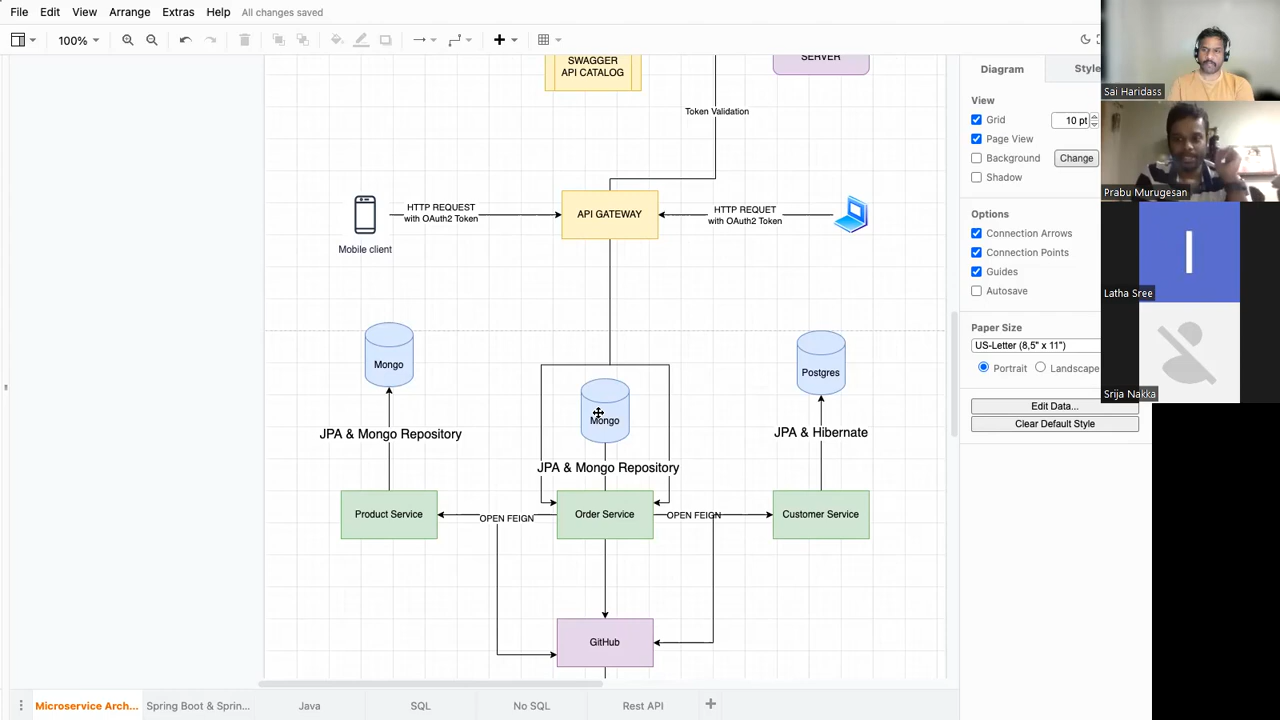 File Edit View Arrange Extras Help All changes saved
100%
SWAGGER
API CATALOG
SERVER
Token Validation
HTTP REQUEST
with OAuth2 Token
API GATEWAY
HTTP REQUET
with OAuth2 Token
Mobile client
Mongo
Mongo
Postgres
JPA & Mongo Repository
JPA & Mongo Repository
JPA & Hibernate
Product Service
OPEN FEIGN
Order Service
OPEN FEIGN
Customer Service
GitHub
Diagram
Style
View
Grid
10 pt
Page View
Background
Change
Shadow
Options
Connection Arrows
Connection Points
Guides
Autosave
Paper Size
US-Letter (8,5" x 11")
Portrait
Landscape
Edit Data...
Clear Default Style
Sai Haridass
Prabu Murugesan
I
Latha Sree
Srija Nakka
Microservice Arch... Spring Boot & Sprin... Java SQL No SQL Rest API